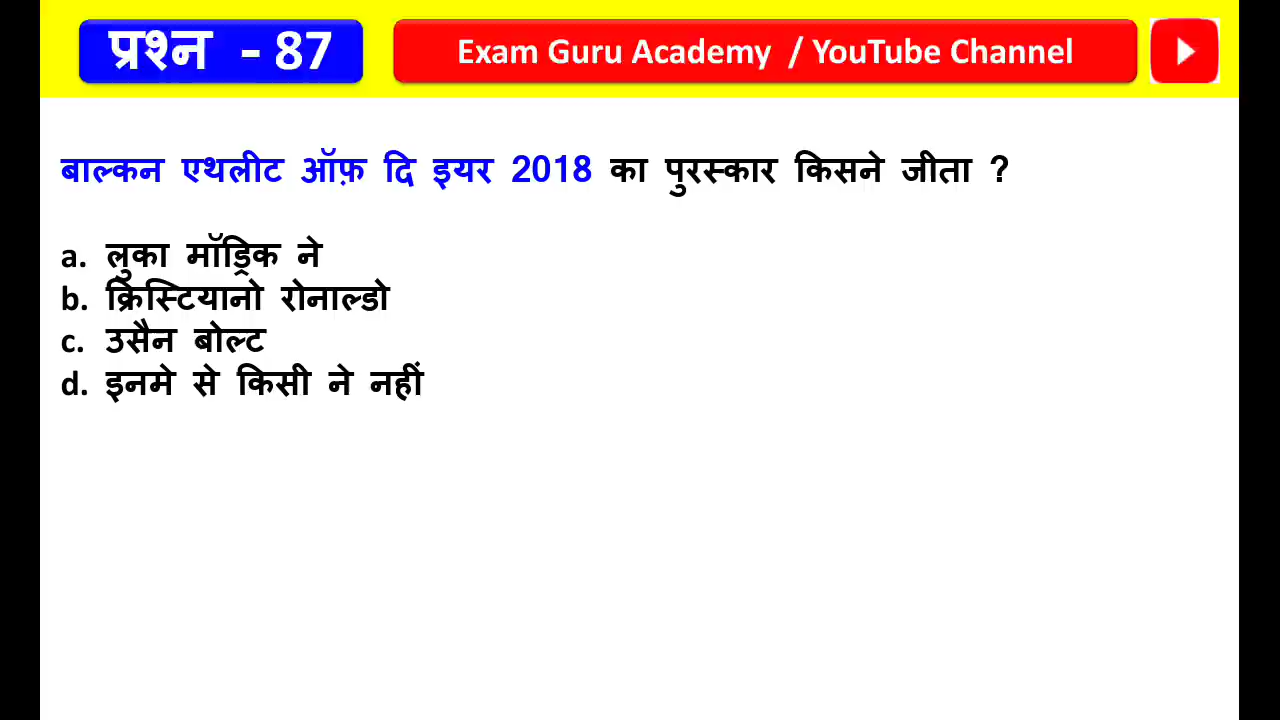 प्रश्न - 87
Exam Guru Academy / YouTube Channel
बाल्कन एथलीट ऑफ़ दि इयर 2018 का पुरस्कार किसने जीता ?
a. लुका मॉड्रिक ने
b. क्रिस्टियानो रोनाल्डो
c. उसैन बोल्ट
d. इनमे से किसी ने नहीं